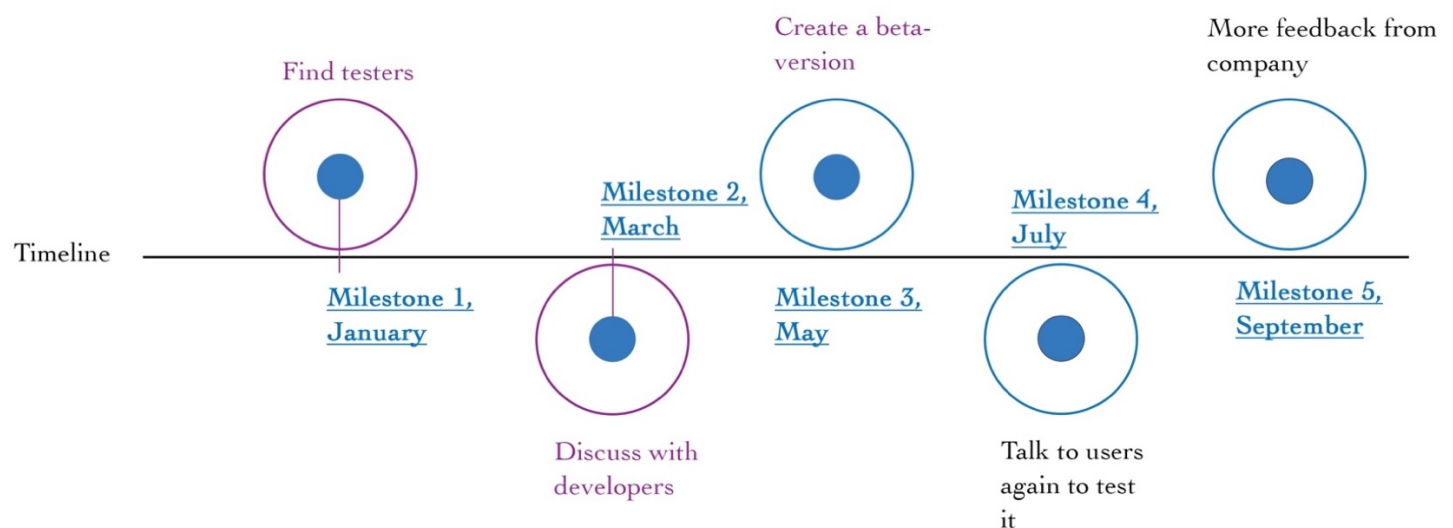 Timeline
Find testers
Milestone 1,
January
Milestone 2,
March
Discuss with
developers
Create a beta-
version
Milestone 3,
May
Milestone 4,
July
Talk to users
again to test
it
More feedback from
company
Milestone 5,
September